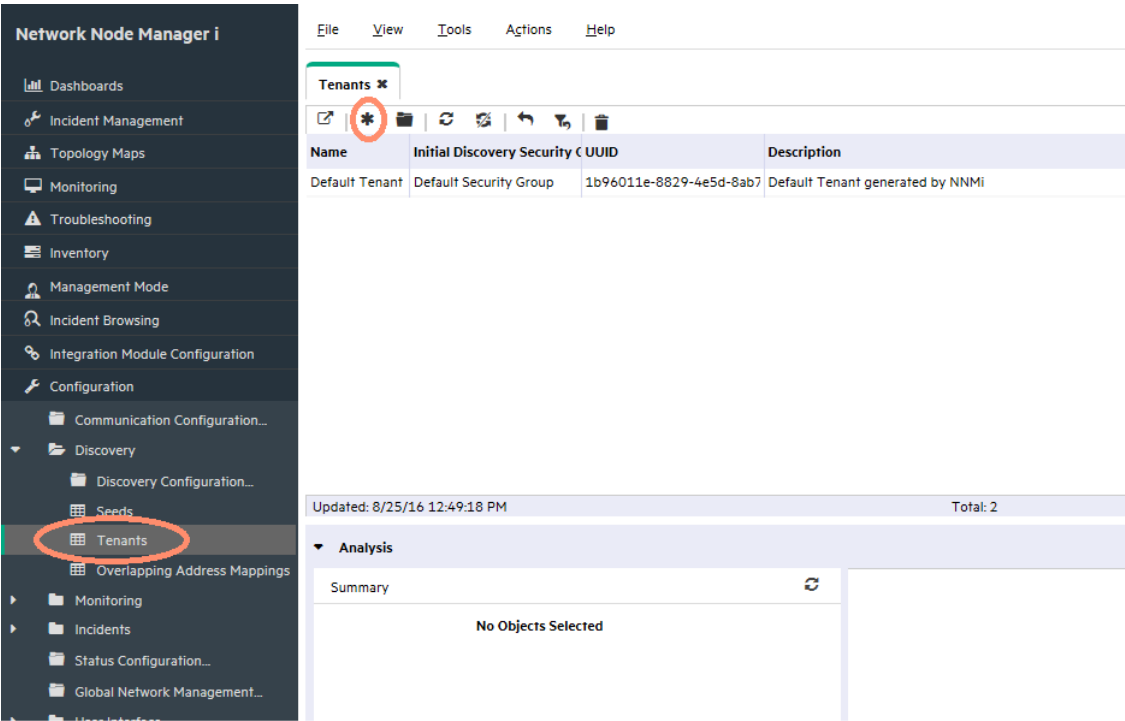 Network Node Manager i
File View Tools Actions Help
Dashboards
Incident Management
Topology Maps
Monitoring
Troubleshooting
Inventory
Management Mode
Incident Browsing
Integration Module Configuration
Configuration
Communication Configuration...
Discovery
Discovery Configuration...
Seeds
Tenants
Overlapping Address Mappings
Monitoring
Incidents
Status Configuration...
Global Network Management...
User Interface
Tenants
Name Initial Discovery Security G UUID Description
Default Tenant Default Security Group 1b96011e-8829-4e5d-8ab7 Default Tenant generated by NNMi
Updated: 8/25/16 12:49:18 PM Total: 2
Analysis
Summary
No Objects Selected